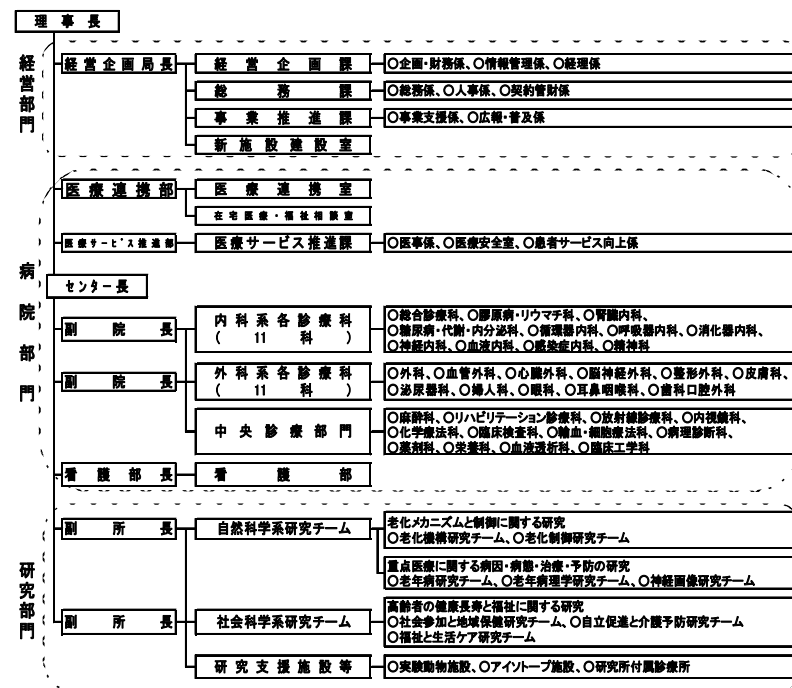 理事長
経営部門
経営企画局長
経営企画課
○企画・財務係、○情報管理係、○経理係
総務課
○総務係、○人事係、○契約管財係
事業推進課
○事業支援係、○広報・普及係
新施設建設室
病院部門
医療連携部
医療連携室
在宅医療・福祉相談室
医療サービス推進部
医療サービス推進課
○医事係、○医療安全室、○患者サービス向上係
センター長
副院長
内科系各診療科
(11科)
○総合診療科、○膠原病・リウマチ科、○腎臓内科、
○糖尿病・代謝・内分泌科、○循環器内科、○呼吸器内科、○消化器内科、
○神経内科、○血液内科、○感染症内科、○精神科
副院長
外科系各診療科
(11科)
○外科、○血管外科、○心臓外科、○脳神経外科、○整形外科、○皮膚科、
○泌尿器科、○婦人科、○眼科、○耳鼻咽喉科、○歯科口腔外科
中央診療部門
○麻酔科、○リハビリテーション診療科、○放射線診療科、○内視鏡科、
○化学療法科、○臨床検査科、○輸血・細胞療法科、○病理診断科、
○薬剤科、○栄養科、○血液透析科、○臨床工学科
看護部長
看護部
研究部門
副所長
自然科学系研究チーム
老化メカニズムと制御に関する研究
○老化機構研究チーム、○老化制御研究チーム
重点医療に関する病因・病態・治療・予防の研究
○老年病研究チーム、○老年病理学研究チーム、○神経画像研究チーム
副所長
社会科学系研究チーム
高齢者の健康長寿と福祉に関する研究
○社会参加と地域保健研究チーム、○自立促進と介護予防研究チーム
○福祉と生活ケア研究チーム
研究支援施設等
○実験動物施設、○アイソトープ施設、○研究所付属診療所